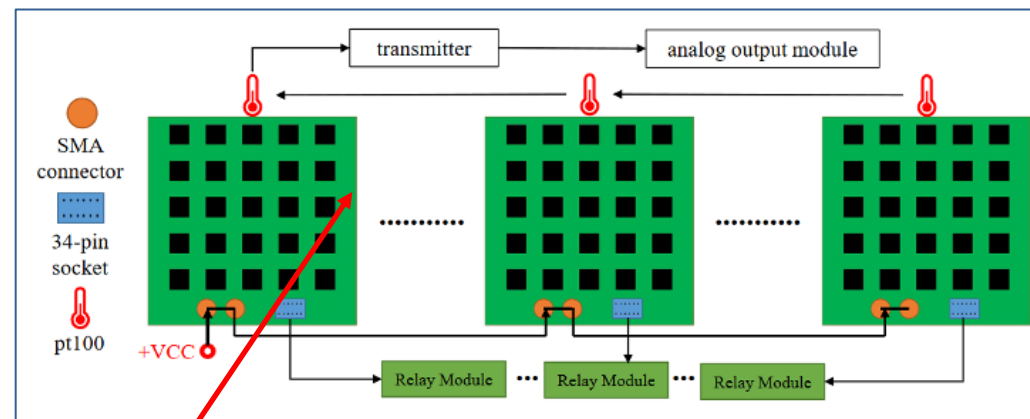 transmitter
analog output module
SMA
connector
34-pin
socket
pt100
+VCC
Relay Module
Relay Module
Relay Module